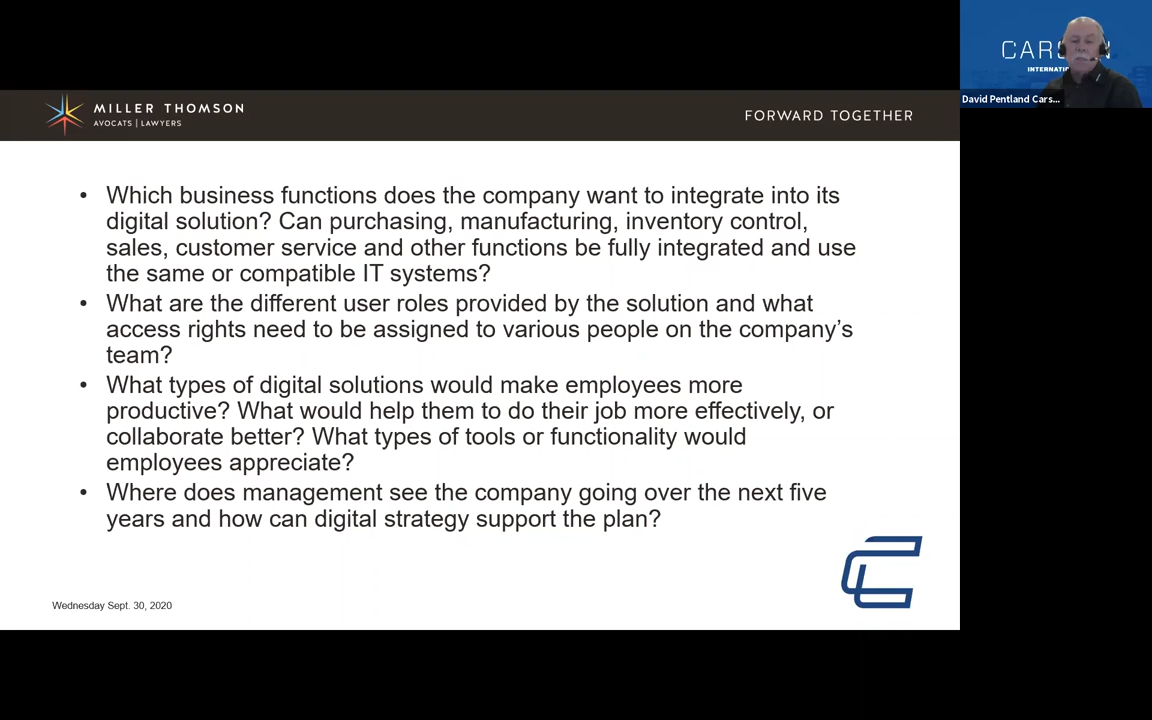 MILLER THOMSON
AVOCATS | LAWYERS
FORWARD TOGETHER
• Which business functions does the company want to integrate into its
digital solution? Can purchasing, manufacturing, inventory control,
sales, customer service and other functions be fully integrated and use
the same or compatible IT systems?
• What are the different user roles provided by the solution and what
access rights need to be assigned to various people on the company’s
team?
• What types of digital solutions would make employees more
productive? What would help them to do their job more effectively, or
collaborate better? What types of tools or functionality would
employees appreciate?
• Where does management see the company going over the next five
years and how can digital strategy support the plan?
Wednesday Sept. 30, 2020
David Pentland Cars...